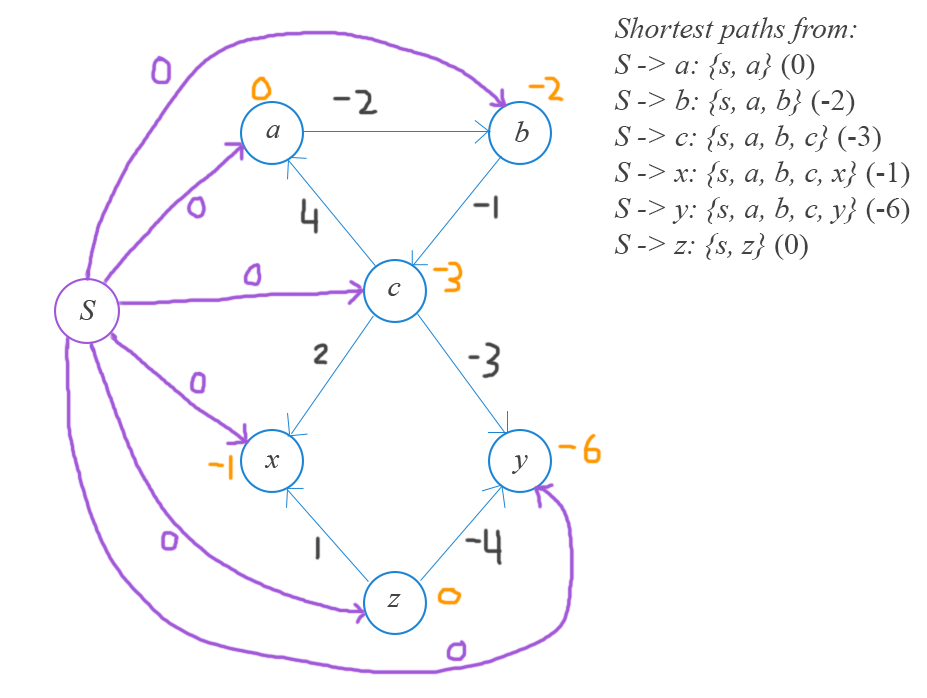 Shortest paths from:
S -> a: {s, a} (0)
S -> b: {s, a, b} (-2)
S -> c: {s, a, b, c} (-3)
S -> x: {s, a, b, c, x} (-1)
S -> y: {s, a, b, c, y} (-6)
S -> z: {s, z} (0)
0
0 -2 -2
a b
0 4 -1
0 -3
c
S
2 -3
0
-1 x y -6
0 1 -4
z 0
0